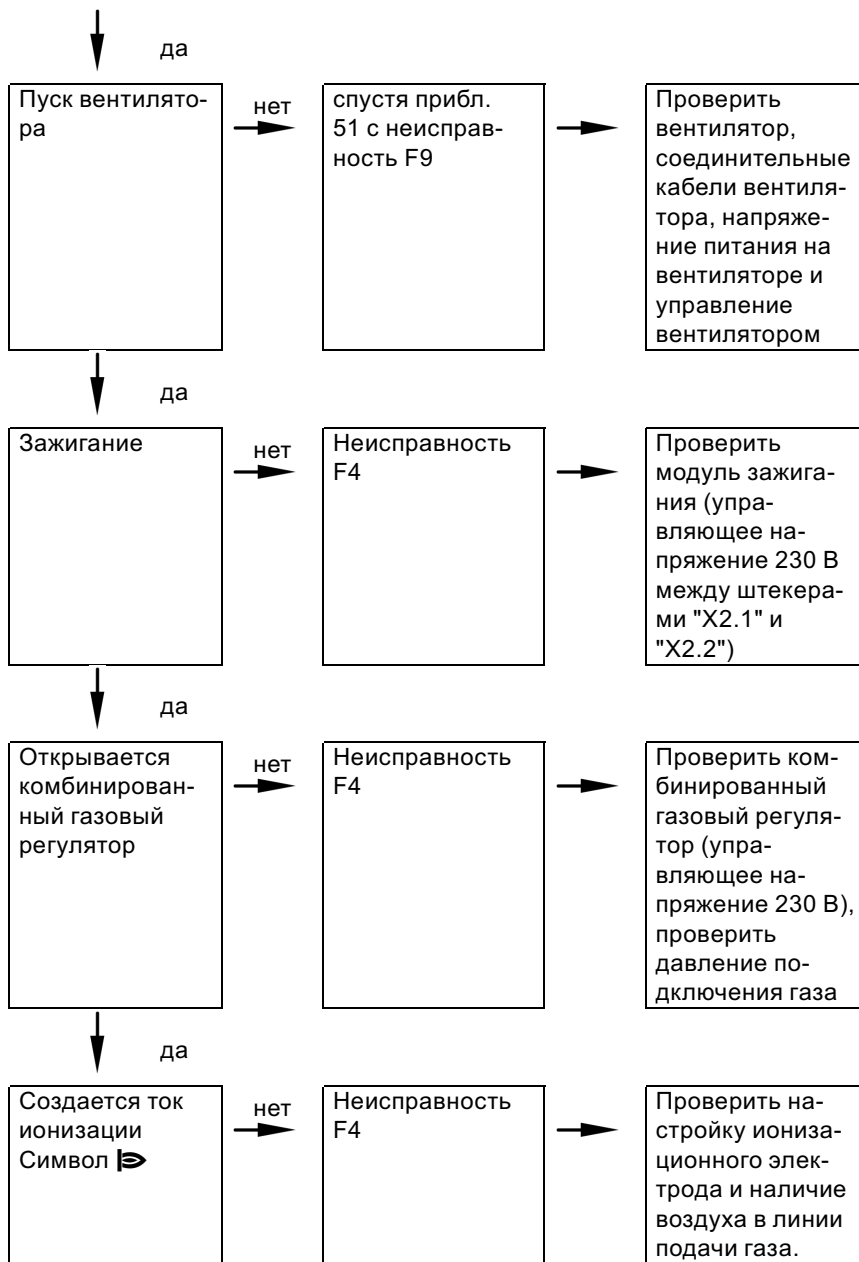 да
Пуск вентилято-
ра
нет
спустя прибл.
51 с неисправ-
ность F9
Проверить
вентилятор,
соединительные
кабели вентиля-
тора, напряже-
ние питания на
вентиляторе и
управление
вентилятором
да
Зажигание
нет
Неисправность
F4
Проверить
модуль зажига-
ния (упра-
вляющее на-
пряжение 230 В
между штекера-
ми "X2.1" и
"X2.2")
да
Открывается
комбинирован-
ный газовый
регулятор
нет
Неисправность
F4
Проверить ком-
бинированный
газовый регуля-
тор (упра-
вляющее на-
пряжение 230 В),
проверить
давление по-
дключения газа
да
Создается ток
ионизации
Символ
нет
Неисправность
F4
Проверить на-
стройку иониза-
ционного элек-
трода и наличие
воздуха в линии
подачи газа.